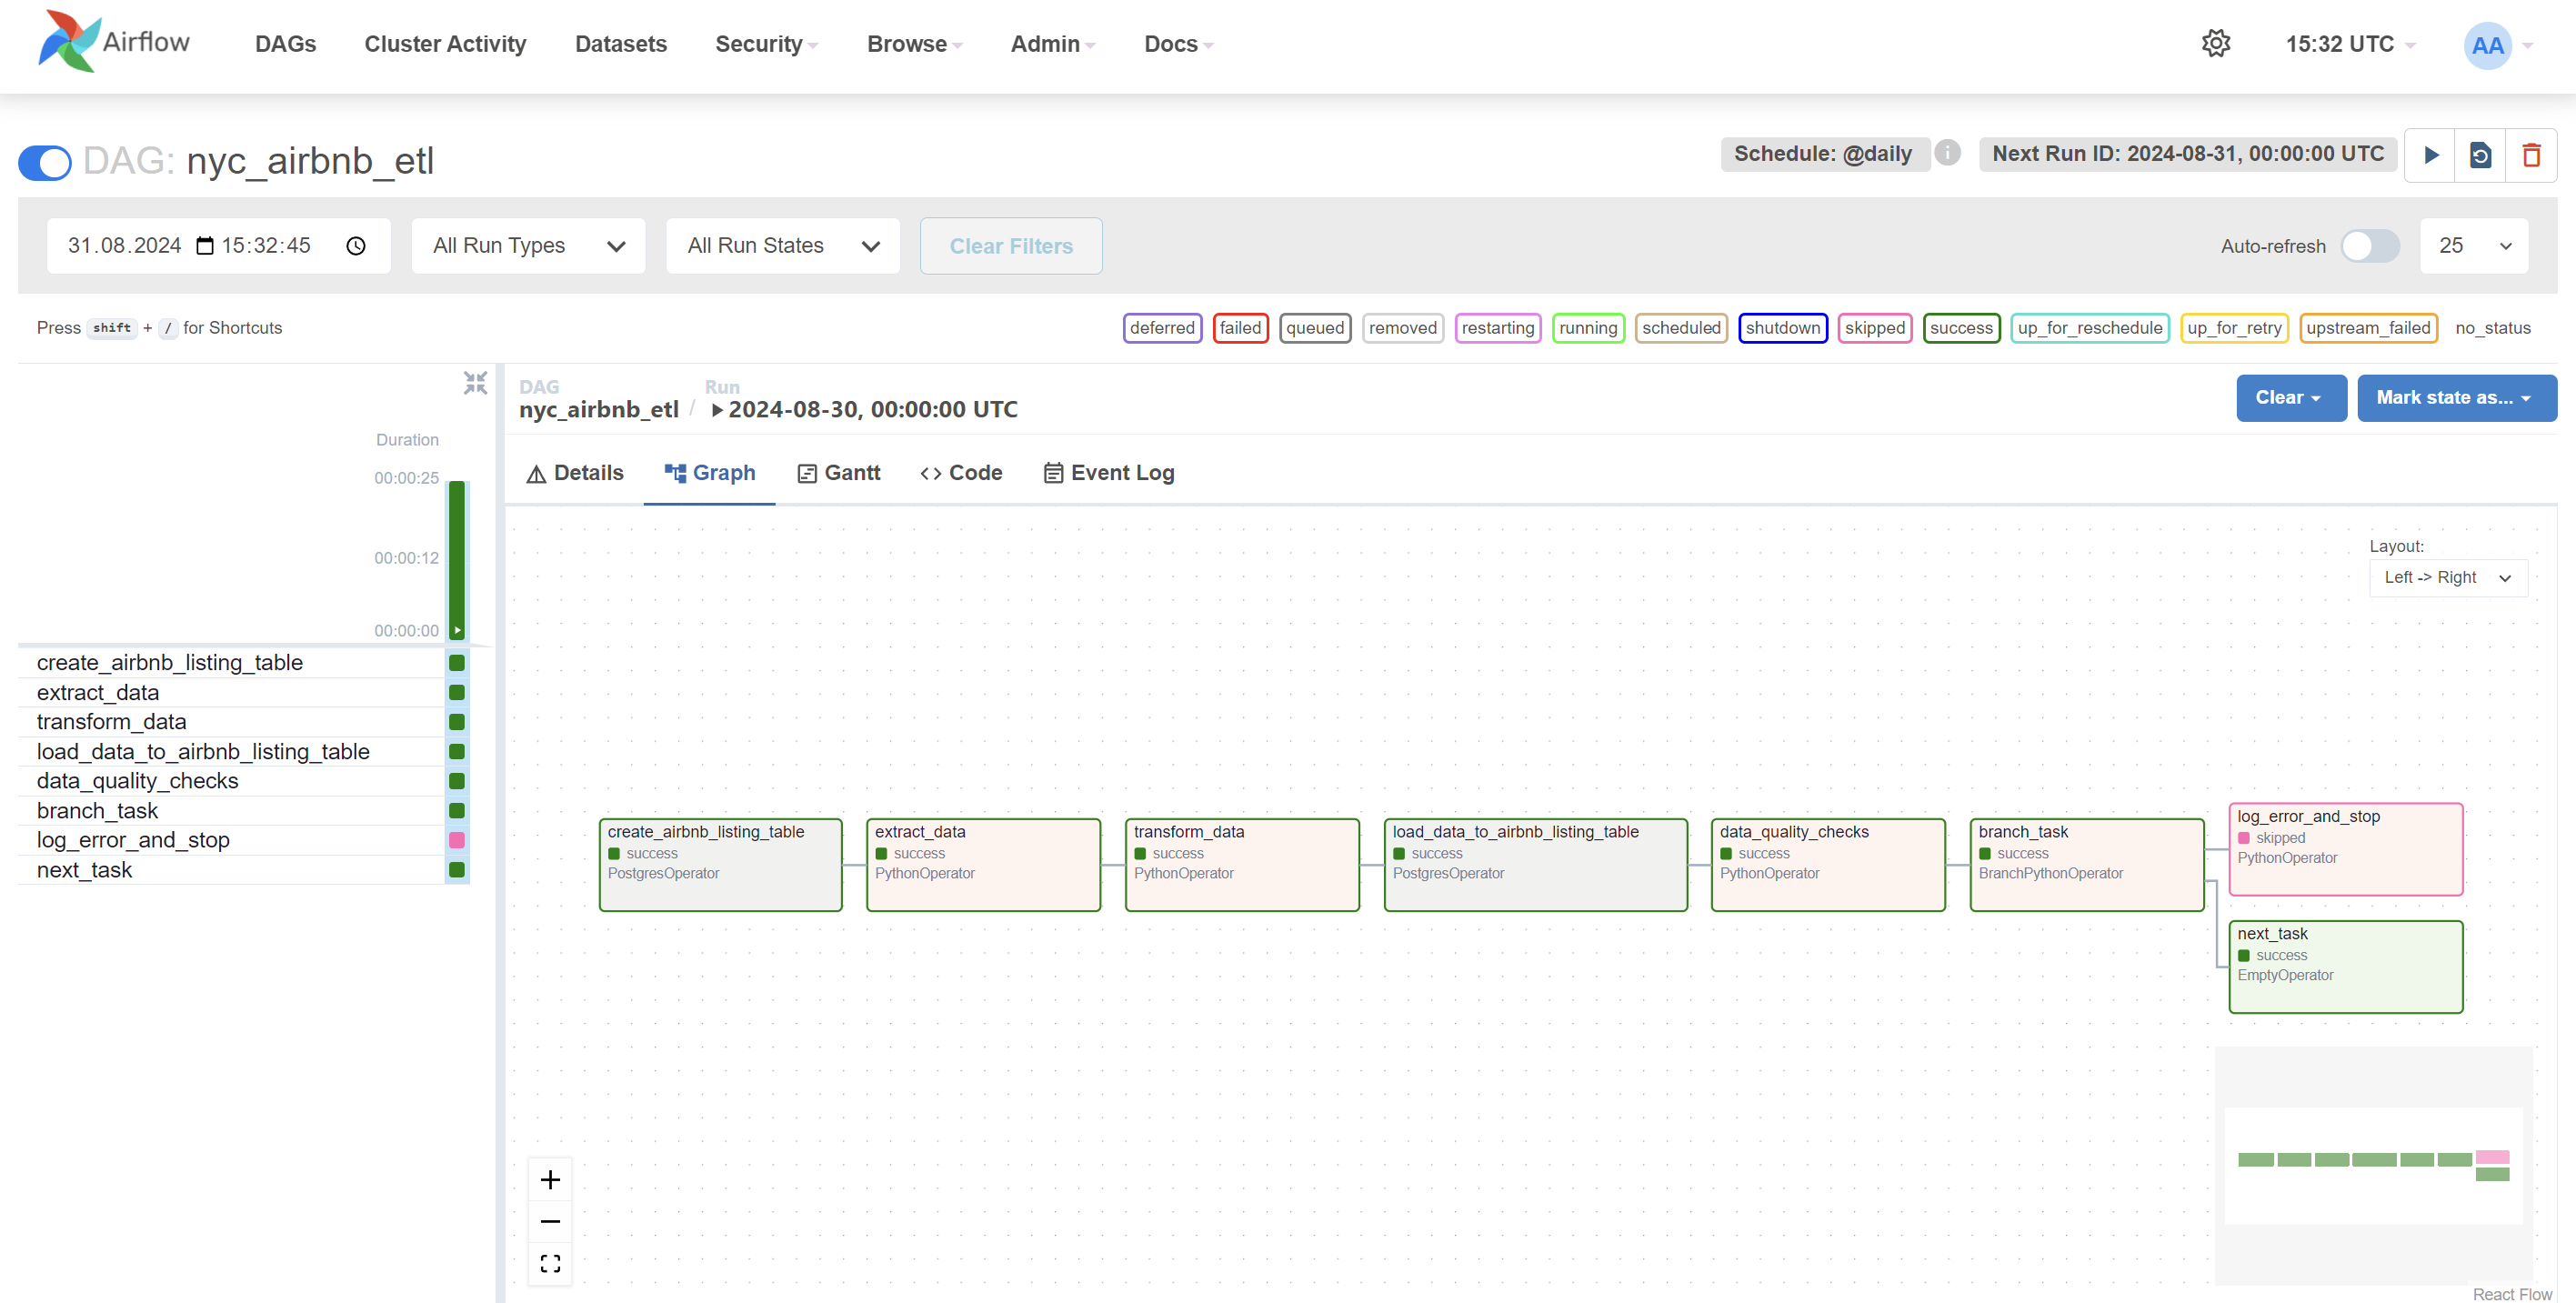 Airflow DAGs Cluster Activity Datasets Security Browse Admin Docs 15:32 UTC AA
DAG: nyc_airbnb_etl Schedule: @daily i Next Run ID: 2024-08-31, 00:00:00 UTC
31.08.2024 15:32:45 All Run Types All Run States Clear Filters Auto-refresh 25
Press shift + / for Shortcuts deferred failed queued removed restarting running scheduled shutdown skipped success up_for_reschedule up_for_retry upstream_failed no_status
DAG Run
nyc_airbnb_etl / 2024-08-30, 00:00:00 UTC Clear Mark state as...
Details Graph Gantt Code Event Log
Duration
00:00:25
00:00:12
00:00:00
create_airbnb_listing_table
extract_data
transform_data
load_data_to_airbnb_listing_table
data_quality_checks
branch_task
log_error_and_stop
next_task
Layout:
Left -> Right
create_airbnb_listing_table
success
PostgresOperator
extract_data
success
PythonOperator
transform_data
success
PythonOperator
load_data_to_airbnb_listing_table
success
PostgresOperator
data_quality_checks
success
PythonOperator
branch_task
success
BranchPythonOperator
log_error_and_stop
skipped
PythonOperator
next_task
success
EmptyOperator
React Flow